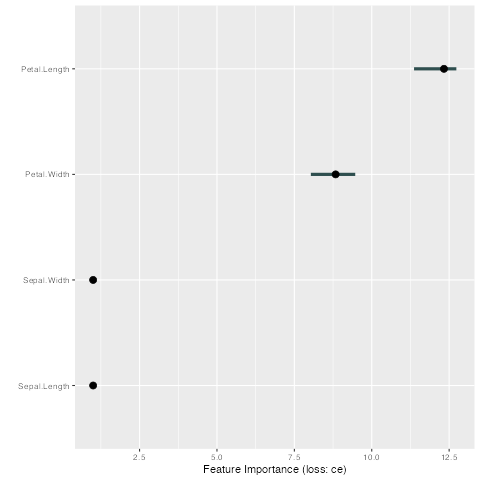 Petal.Length
Petal.Width
Sepal.Width
Sepal.Length
2.5 5.0 7.5 10.0 12.5
Feature Importance (loss: ce)